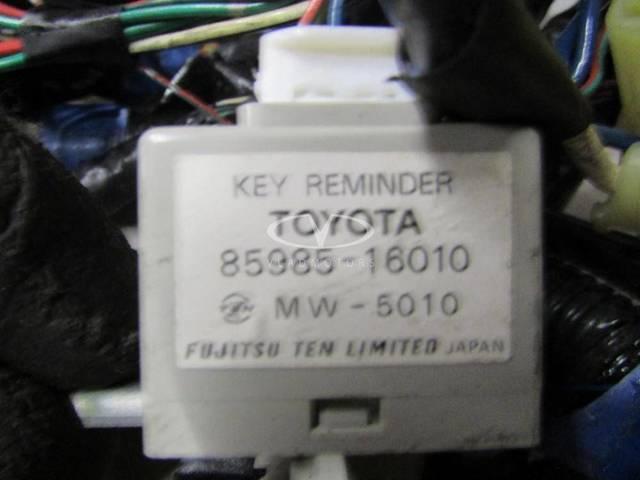 KEY REMINDER
TOYOTA
85985-16010
MW-5010
FUJITSU TEN LIMITED JAPAN